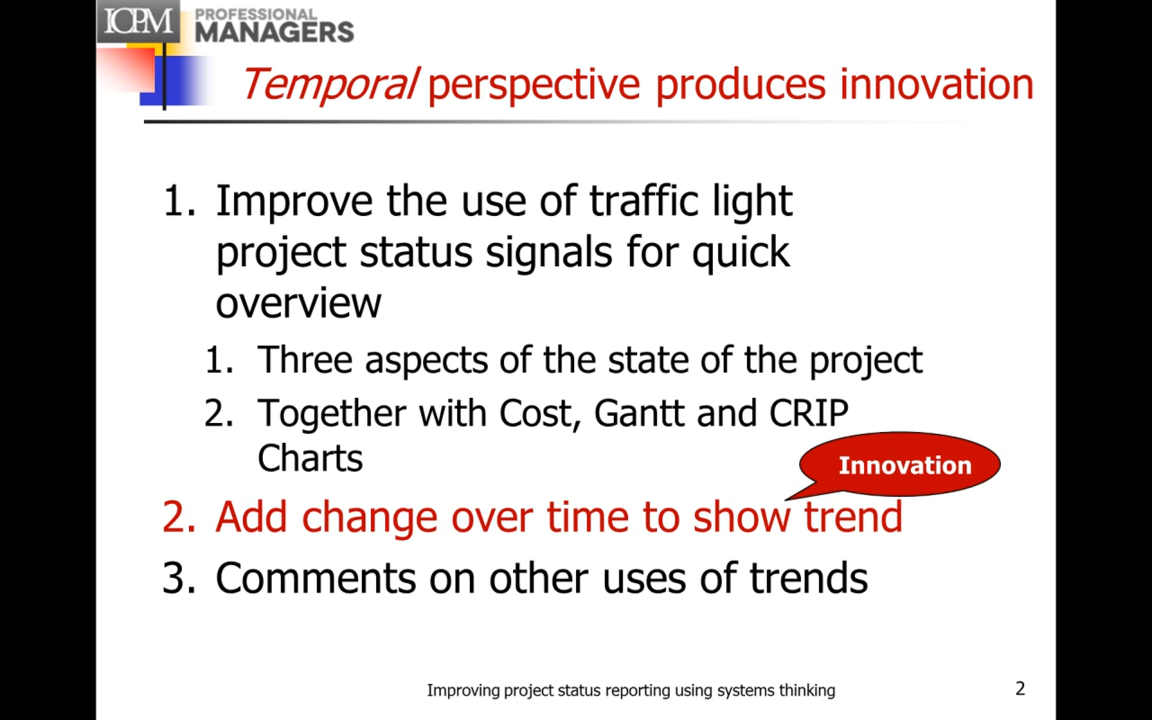 ICPM PROFESSIONAL
MANAGERS
Temporal perspective produces innovation
1. Improve the use of traffic light
project status signals for quick
overview
1. Three aspects of the state of the project
2. Together with Cost, Gantt and CRIP
Charts
Innovation
2. Add change over time to show trend
3. Comments on other uses of trends
Improving project status reporting using systems thinking
2